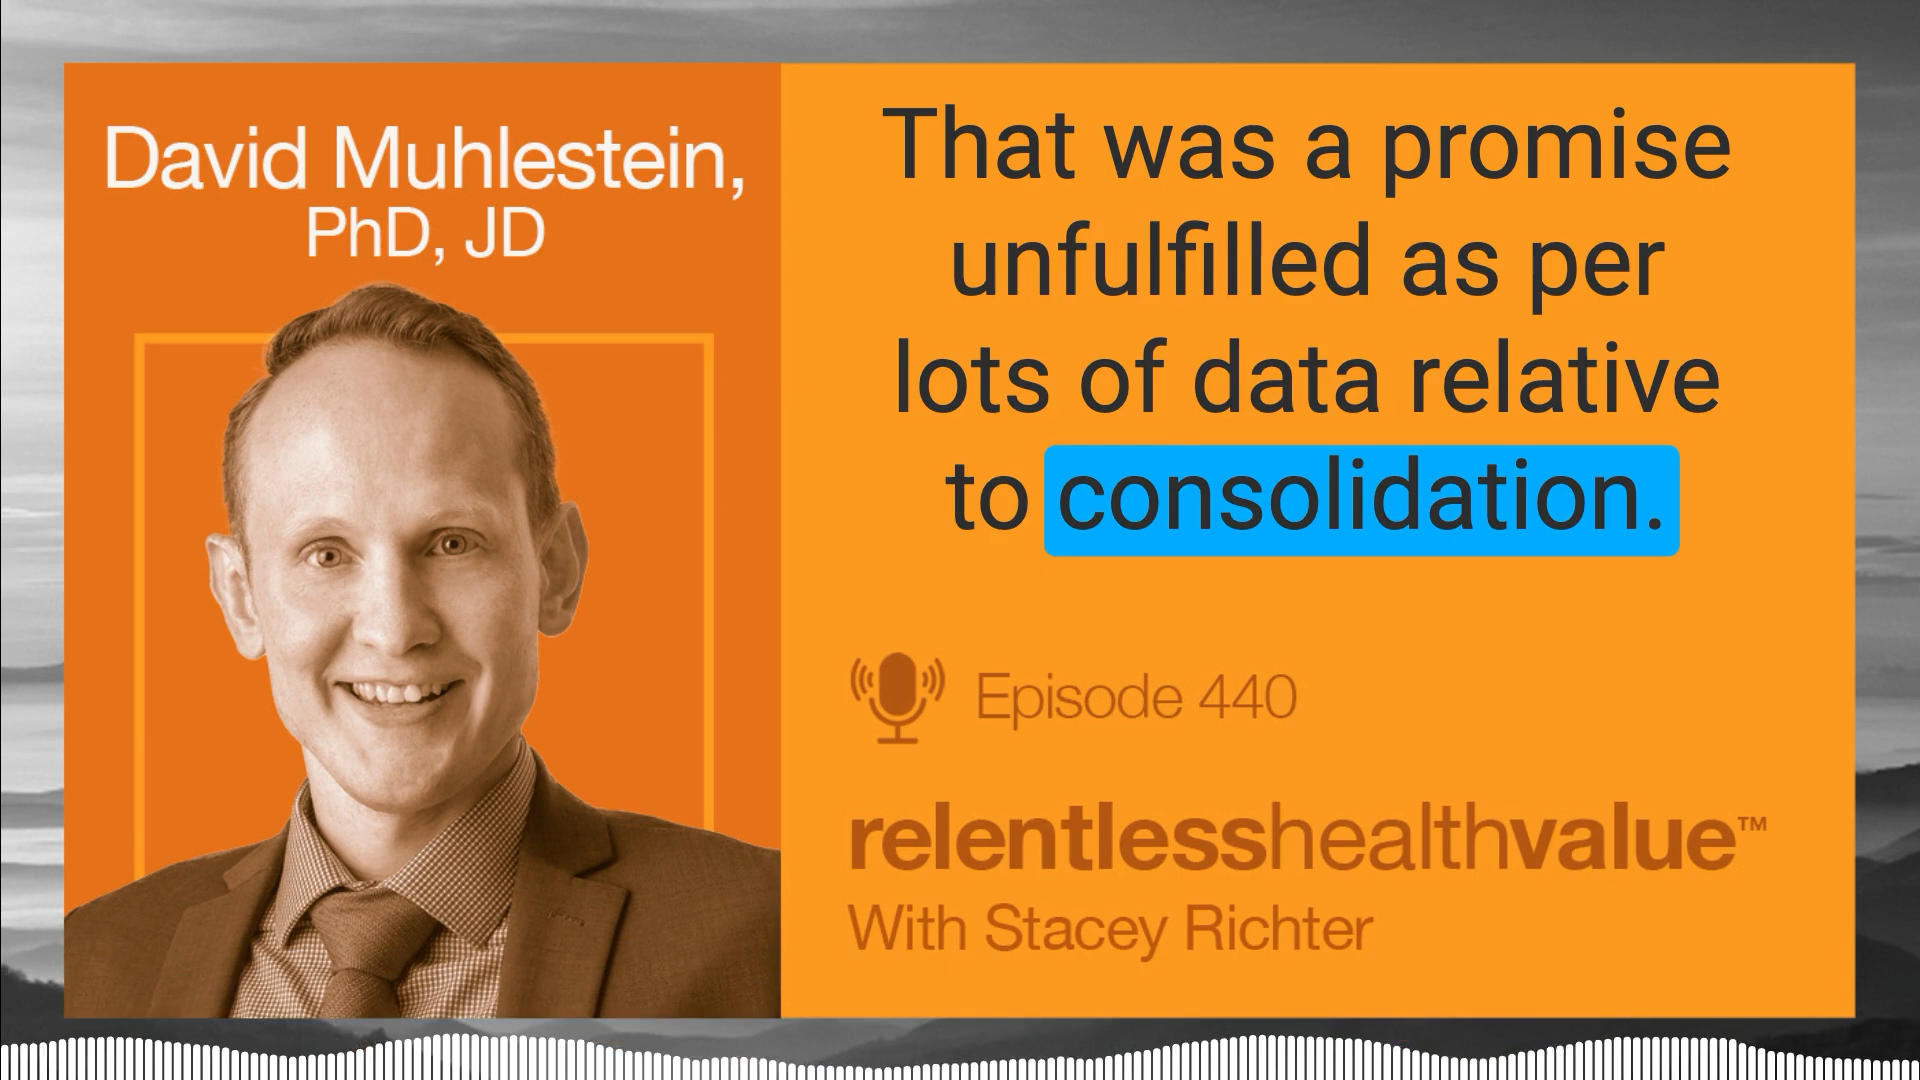 David Muhlestein,
PhD, JD
That was a promise
unfulfilled as per
lots of data relative
to consolidation.
Episode 440
relentlesshealthvalue™
With Stacey Richter